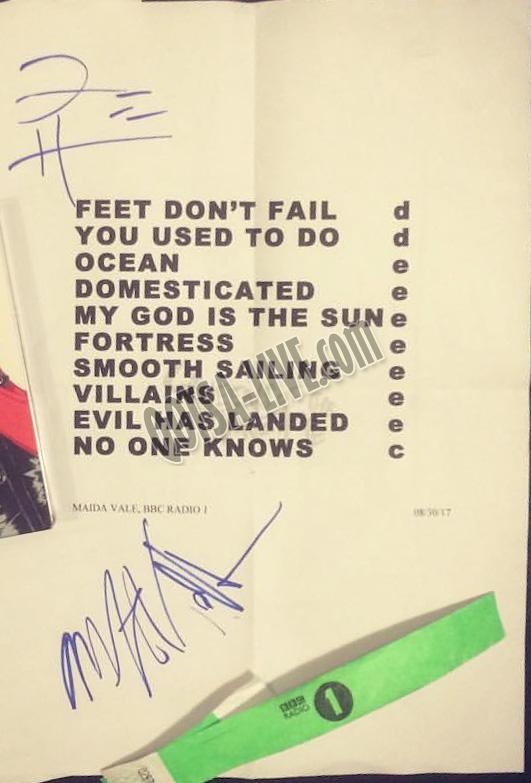 FEET DON'T FAIL d
YOU USED TO DO d
OCEAN e
DOMESTICATED e
MY GOD IS THE SUN e
FORTRESS e
SMOOTH SAILING e
VILLAINS e
EVIL HAS LANDED e
NO ONE KNOWS c
QOTSA-LIVE.com
MAIDA VALE, BBC RADIO 1 08/30/17
BBC
RADIO 1